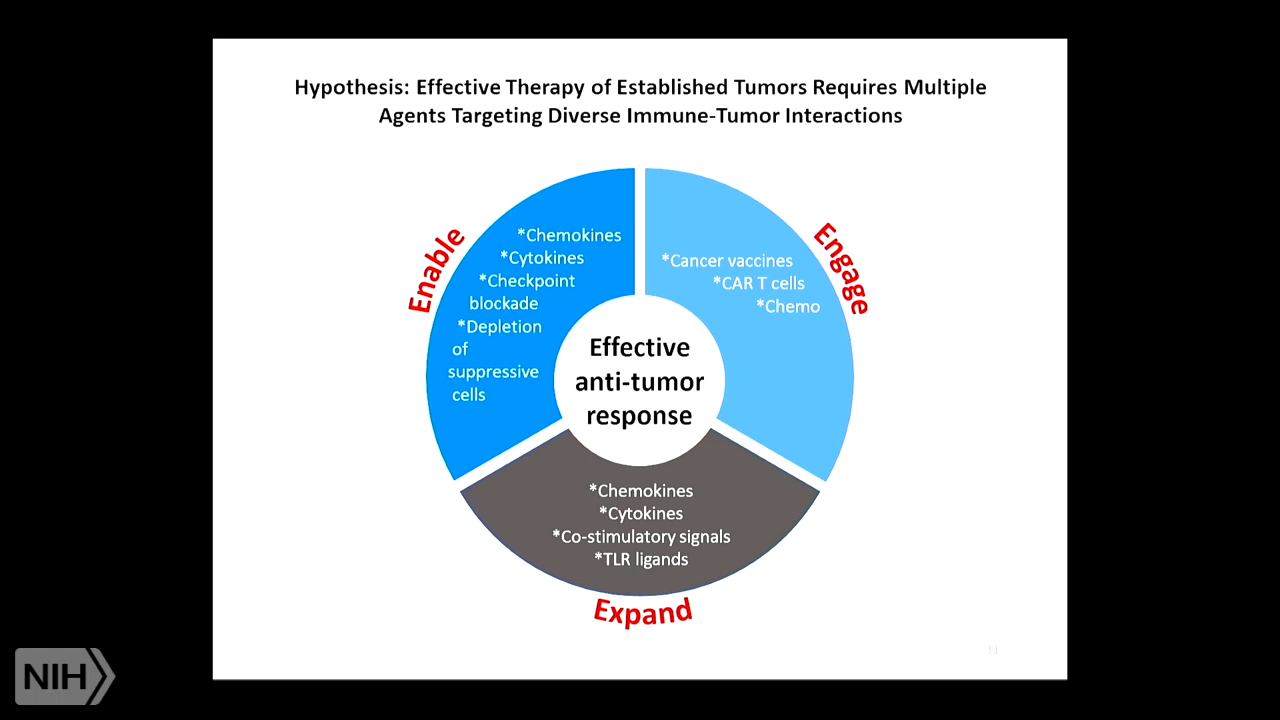 Hypothesis: Effective Therapy of Established Tumors Requires Multiple
Agents Targeting Diverse Immune-Tumor Interactions
Enable
*Chemokines
*Cytokines
*Checkpoint
blockade
*Depletion
of
suppressive
cells
Engage
*Cancer vaccines
*CAR T cells
*Chemo
Effective
anti-tumor
response
*Chemokines
*Cytokines
*Co-stimulatory signals
*TLR ligands
Expand
31
NIH